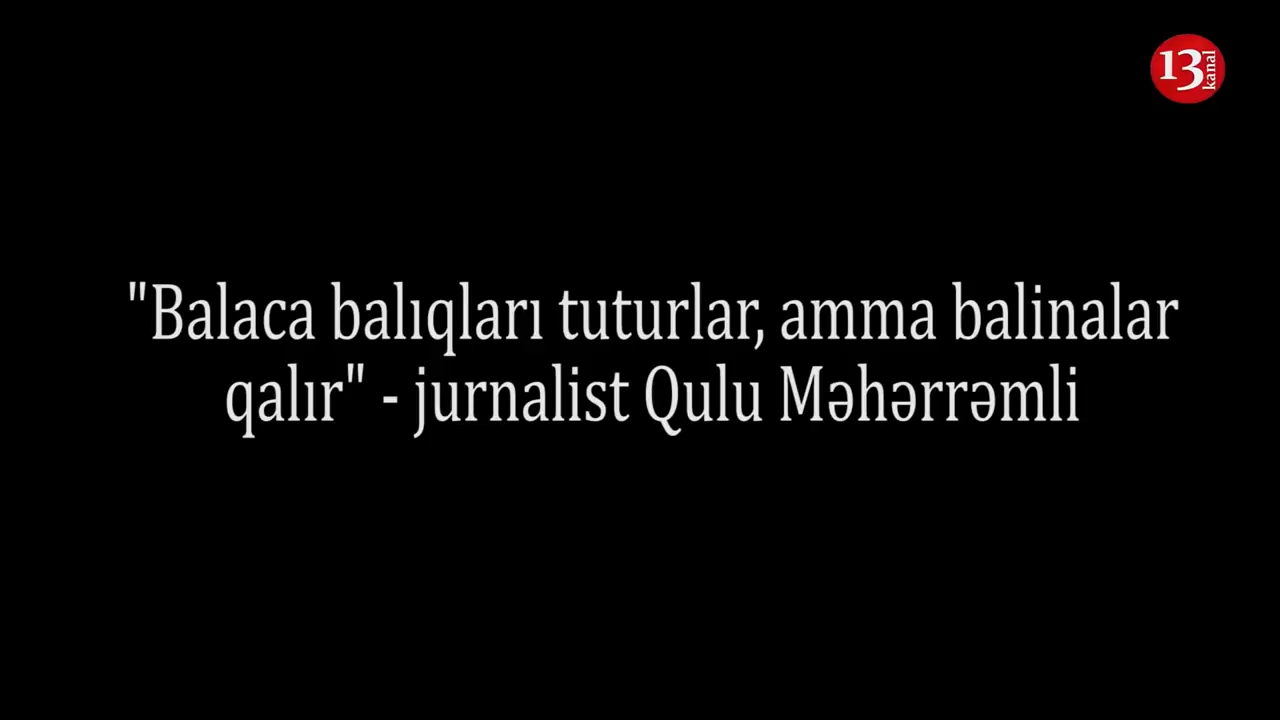 13 kanal
"Balaca balıqları tuturlar, amma balinalar
qalır" - jurnalist Qulu Məhərrəmli